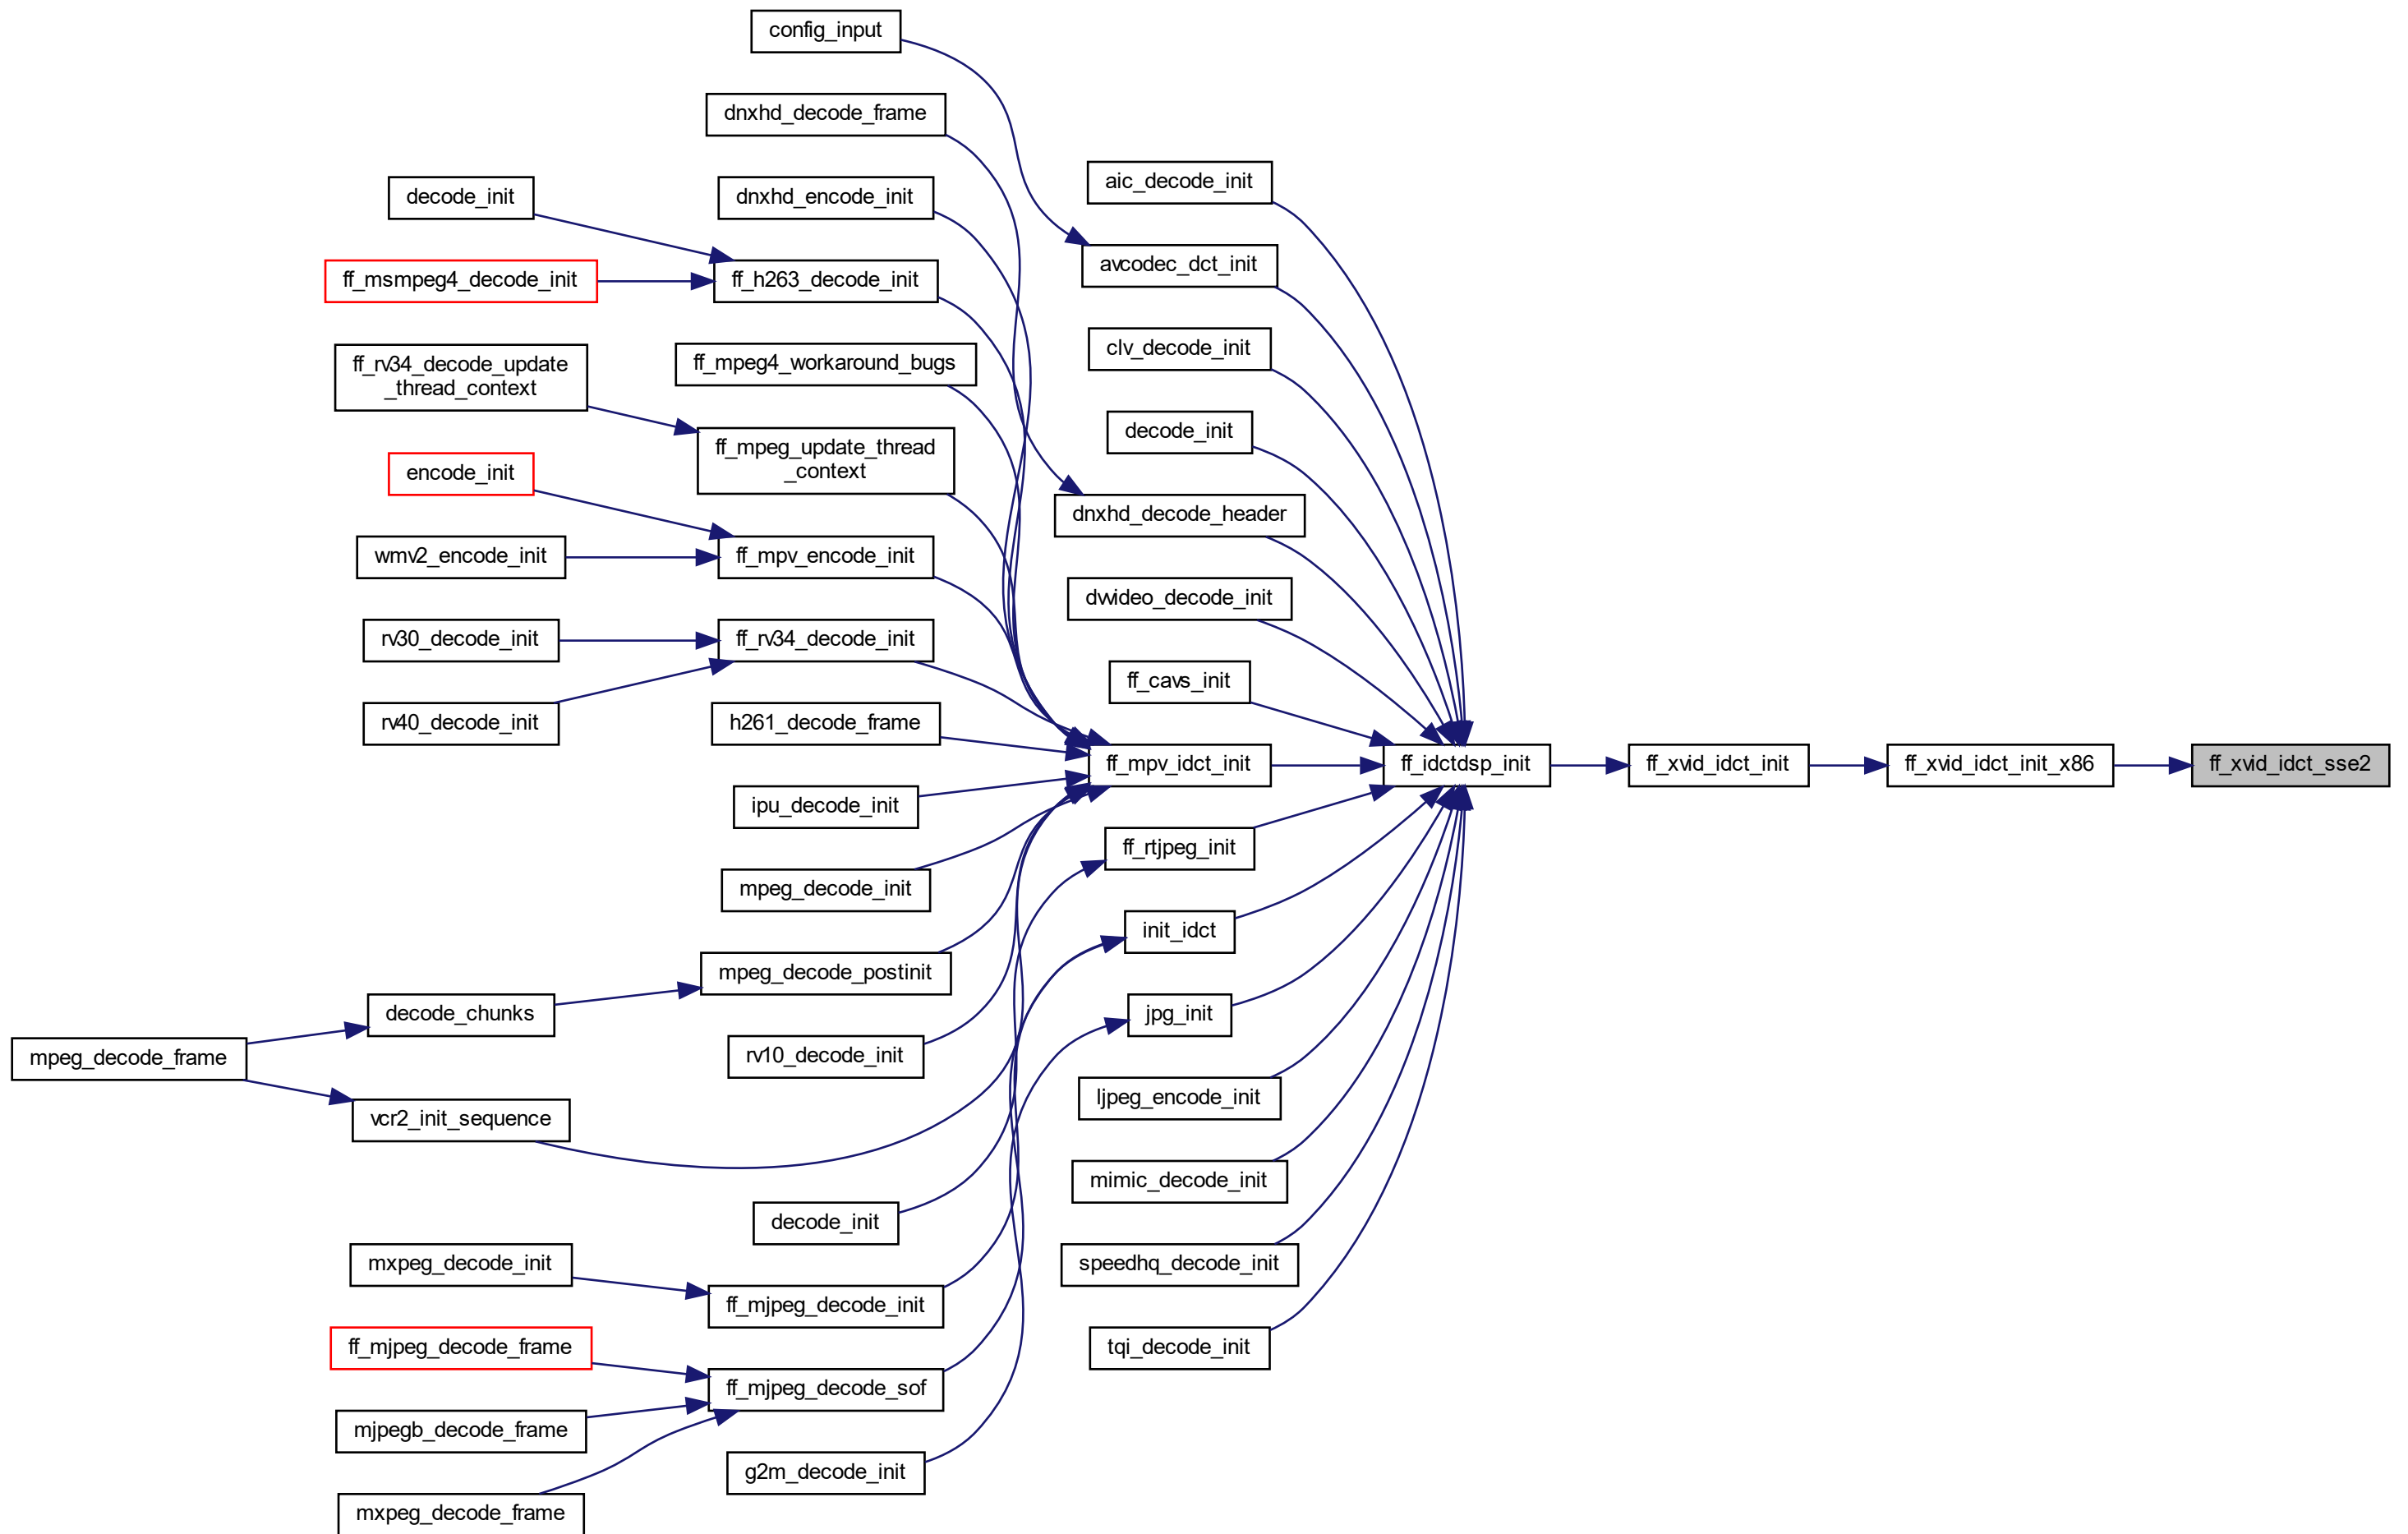 config_input
dnxhd_decode_frame
aic_decode_init
decode_init
dnxhd_encode_init
avcodec_dct_init
ff_msmpeg4_decode_init
ff_h263_decode_init
clv_decode_init
ff_rv34_decode_update
_thread_context
ff_mpeg4_workaround_bugs
decode_init
ff_mpeg_update_thread
_context
encode_init
dnxhd_decode_header
wmv2_encode_init
ff_mpv_encode_init
dvvideo_decode_init
rv30_decode_init
ff_rv34_decode_init
ff_cavs_init
rv40_decode_init
h261_decode_frame
ff_mpv_idct_init
ff_idctdsp_init
ff_xvid_idct_init
ff_xvid_idct_init_x86
ff_xvid_idct_sse2
ipu_decode_init
ff_rtjpeg_init
mpeg_decode_init
init_idct
mpeg_decode_postinit
decode_chunks
jpg_init
mpeg_decode_frame
rv10_decode_init
ljpeg_encode_init
vcr2_init_sequence
mimic_decode_init
decode_init
mxpeg_decode_init
speedhq_decode_init
ff_mjpeg_decode_init
ff_mjpeg_decode_frame
tqi_decode_init
ff_mjpeg_decode_sof
mjpegb_decode_frame
g2m_decode_init
mxpeg_decode_frame